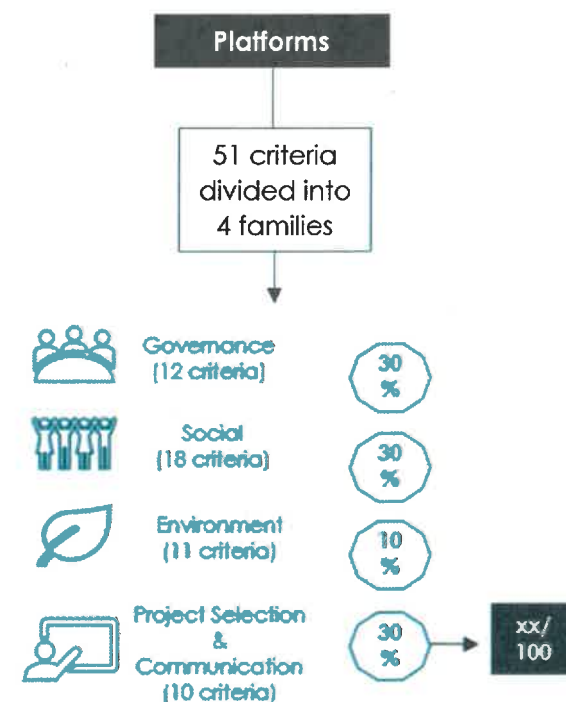 Platforms
51 criteria
divided into
4 families
Governance
(12 criteria)
30
%
Social
(18 criteria)
30
%
Environment
(11 criteria)
10
%
Project Selection
&
Communication
(10 criteria)
30
%
xx/
100